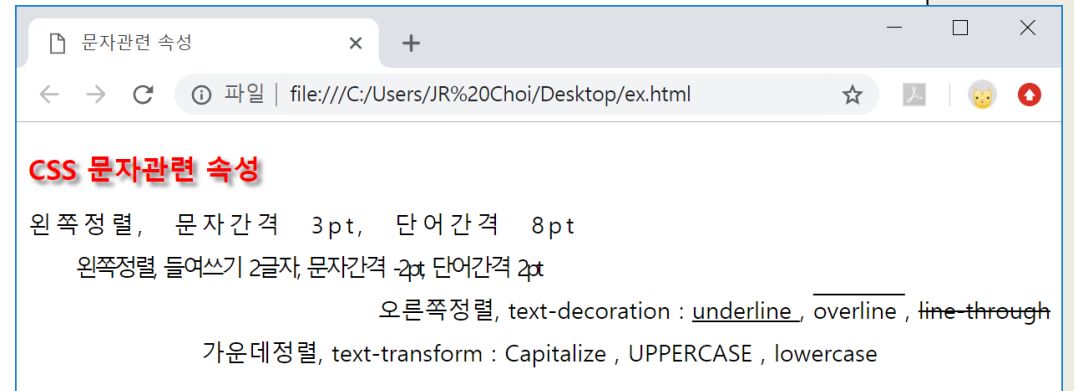 문자관련 속성
파일 | file:///C:/Users/JR%20Choi/Desktop/ex.html
CSS 문자관련 속성
왼쪽정렬, 문자간격 3pt, 단어간격 8pt
왼쪽정렬, 들여쓰기 2글자, 문자간격 -2pt, 단어간격 2pt
오른쪽정렬, text-decoration : underline , overline , line-through
가운데정렬, text-transform : Capitalize , UPPERCASE , lowercase